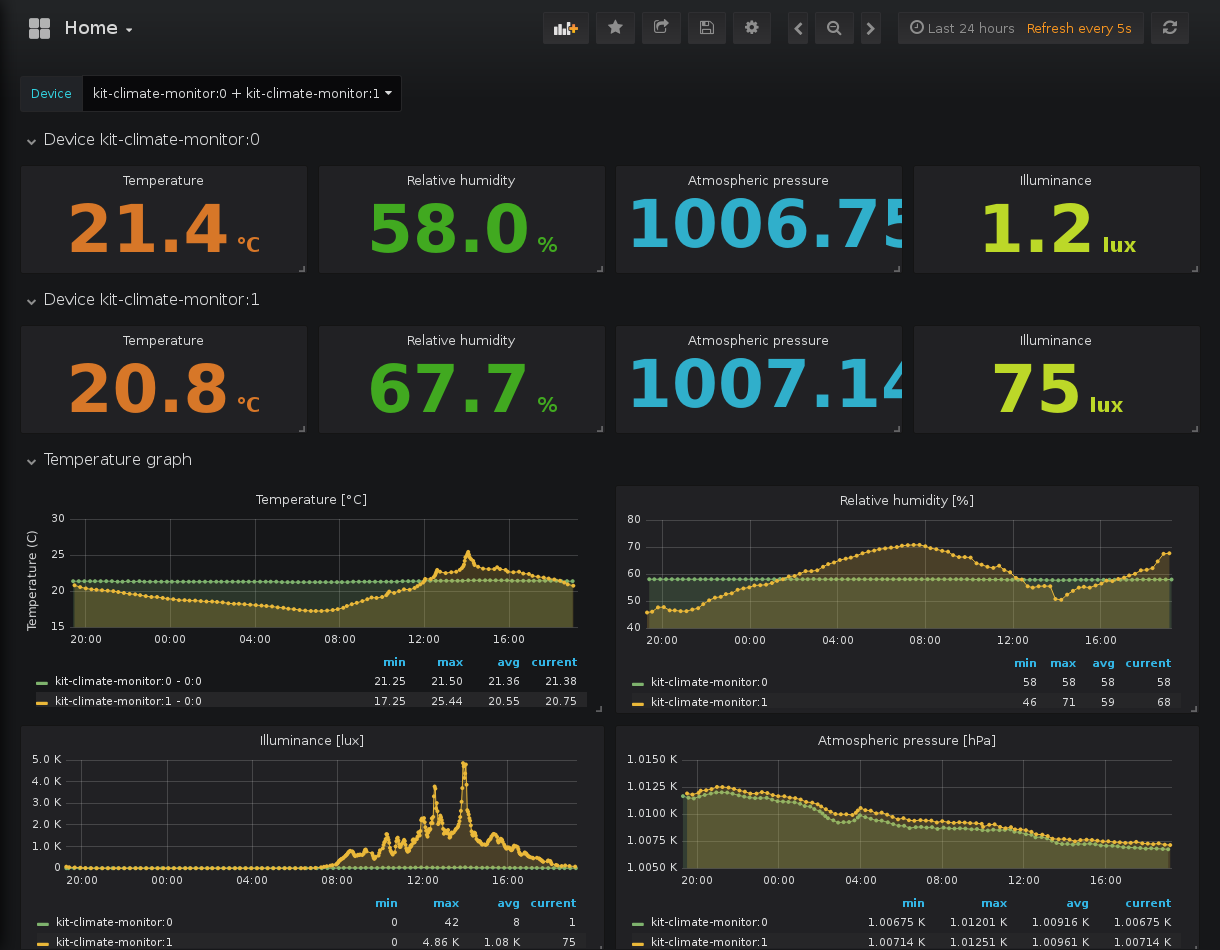 Home
Last 24 hours Refresh every 5s
Device kit-climate-monitor:0 + kit-climate-monitor:1
Device kit-climate-monitor:0
Temperature Relative humidity Atmospheric pressure Illuminance
21.4 °C 58.0 % 1006.75 1.2 lux
Device kit-climate-monitor:1
Temperature Relative humidity Atmospheric pressure Illuminance
20.8 °C 67.7 % 1007.14 75 lux
Temperature graph
Temperature [°C]
Temperature (C)
30
25
20
15
20:00 00:00 04:00 08:00 12:00 16:00
min max avg current
kit-climate-monitor:0 - 0:0 21.25 21.50 21.36 21.38
kit-climate-monitor:1 - 0:0 17.25 25.44 20.55 20.75
Relative humidity [%]
80
70
60
50
40
20:00 00:00 04:00 08:00 12:00 16:00
min max avg current
kit-climate-monitor:0 58 58 58 58
kit-climate-monitor:1 46 71 59 68
Illuminance [lux]
5.0 K
4.0 K
3.0 K
2.0 K
1.0 K
0
20:00 00:00 04:00 08:00 12:00 16:00
min max avg current
kit-climate-monitor:0 0 42 8 1
kit-climate-monitor:1 0 4.86 K 1.08 K 75
Atmospheric pressure [hPa]
1.0150 K
1.0125 K
1.0100 K
1.0075 K
1.0050 K
20:00 00:00 04:00 08:00 12:00 16:00
min max avg current
kit-climate-monitor:0 1.00675 K 1.01201 K 1.00916 K 1.00675 K
kit-climate-monitor:1 1.00714 K 1.01251 K 1.00961 K 1.00714 K